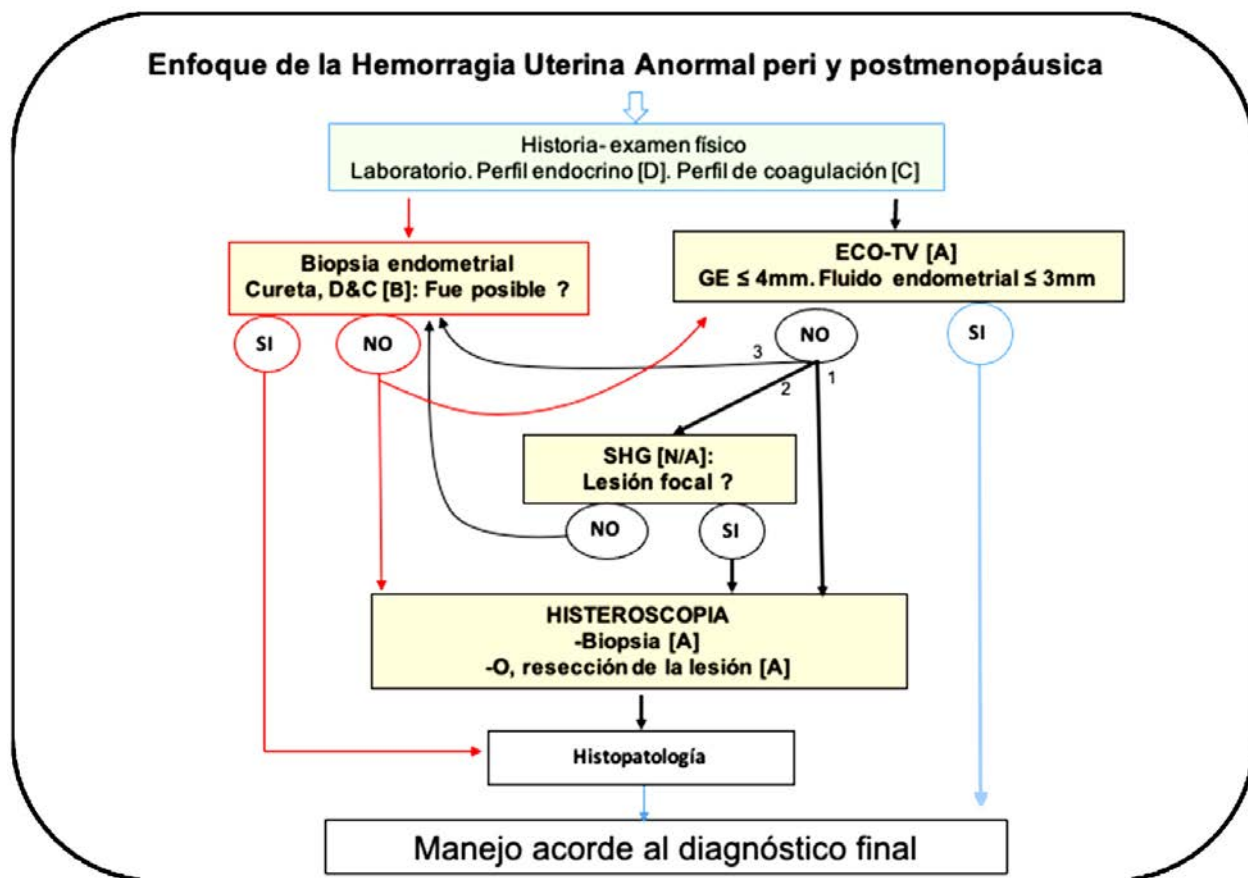 Enfoque de la Hemorragia Uterina Anormal peri y postmenopáusica
Historia- examen físico
Laboratorio. Perfil endocrino [D]. Perfil de coagulación [C]
Biopsia endometrial
Cureta, D&C [B]: Fue posible ?
ECO-TV [A]
GE ≤ 4mm. Fluido endometrial ≤ 3mm
SI
NO
NO
SI
3
2
1
SHG [N/A]:
Lesión focal ?
NO
SI
HISTEROSCOPIA
-Biopsia [A]
-O, resección de la lesión [A]
Histopatología
Manejo acorde al diagnóstico final